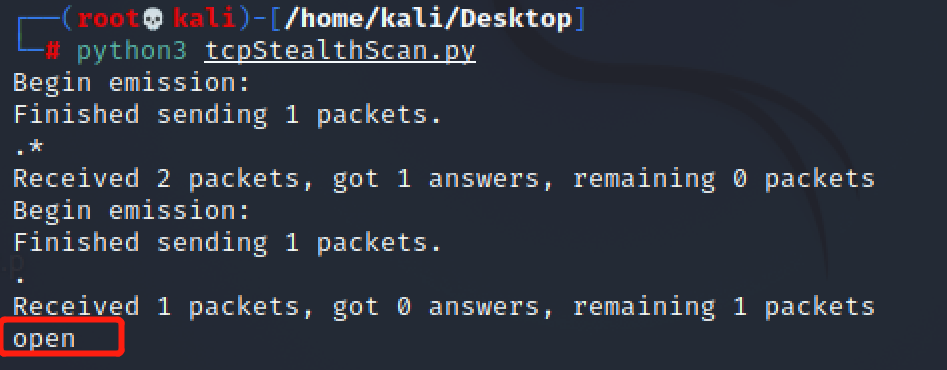 ┌──(root💀kali)-[/home/kali/Desktop]
└─# python3 tcpStealthScan.py
Begin emission:
Finished sending 1 packets.
.*
Received 2 packets, got 1 answers, remaining 0 packets
Begin emission:
Finished sending 1 packets.
.
Received 1 packets, got 0 answers, remaining 1 packets
open